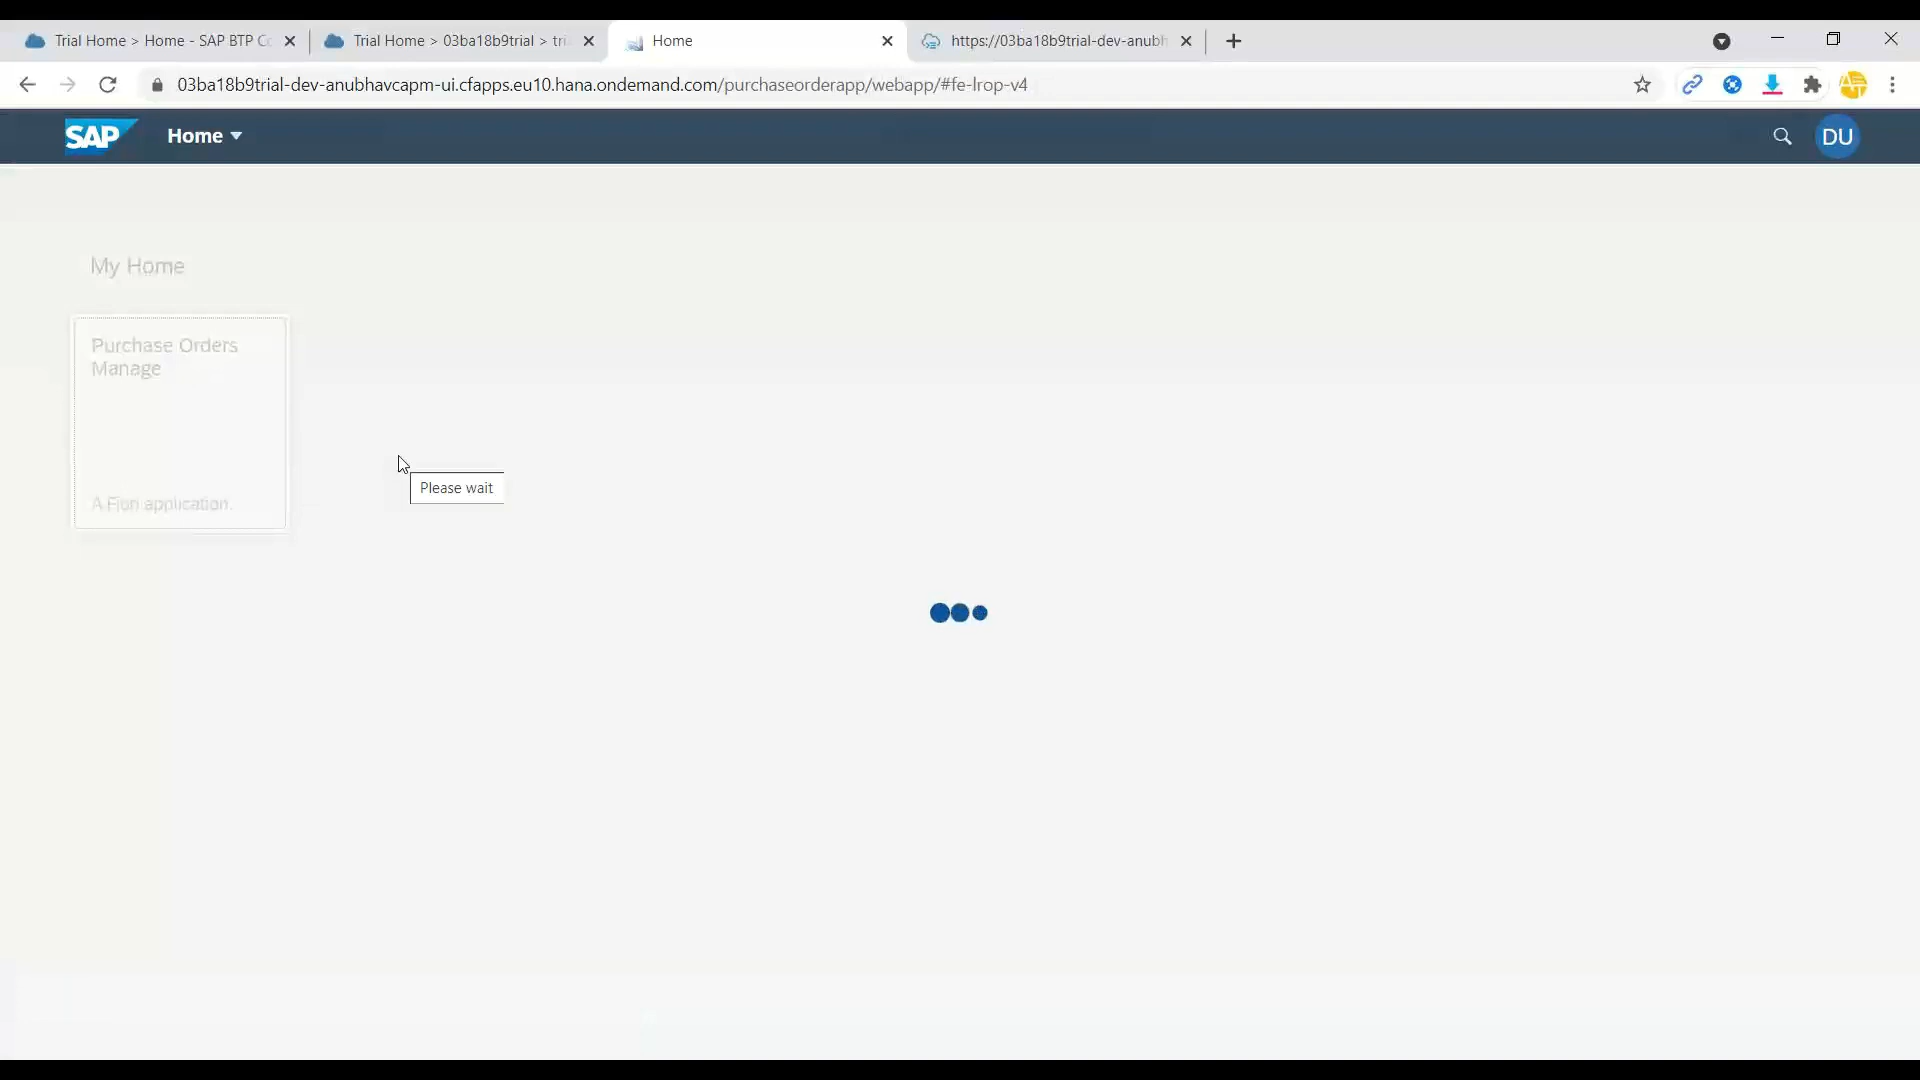 Trial Home > Home - SAP BTP Co
Trial Home > 03ba18b9trial > tri
Home
https://03ba18b9trial-dev-anubh
03ba18b9trial-dev-anubhavcapm-ui.cfapps.eu10.hana.ondemand.com/purchaseorderapp/webapp/#fe-lrop-v4
SAP
Home
DU
My Home
Purchase Orders
Manage
A Fiori application.
Please wait